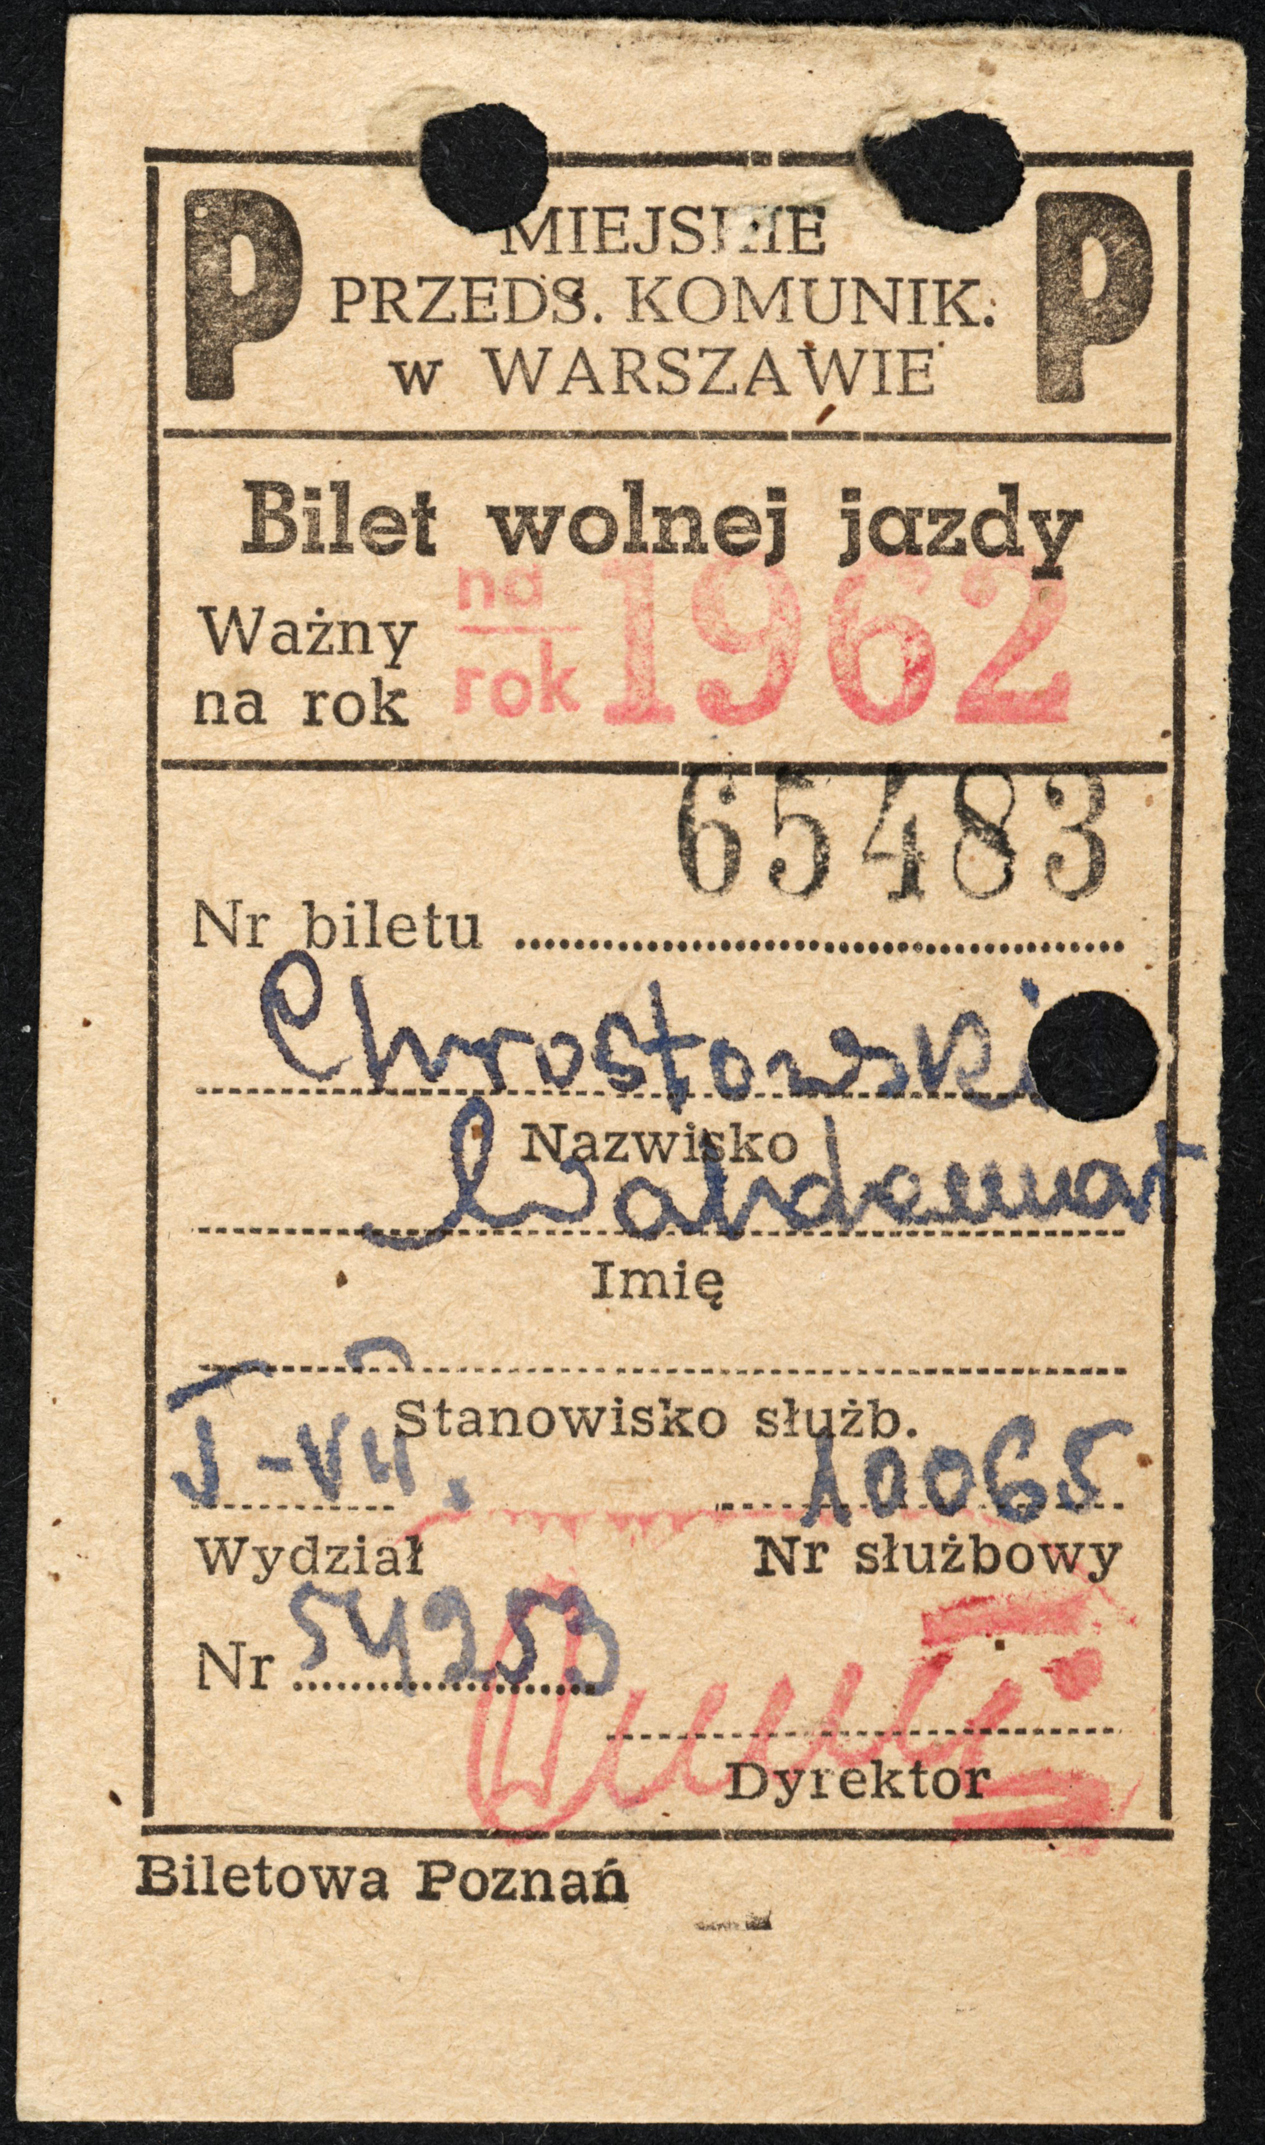 P MIEJSKIE P
PRZEDS. KOMUNIK.
w WARSZAWIE
Bilet wolnej jazdy
Ważny na rok
na rok 1962
65483
Nr biletu
Chrostowski
Nazwisko
Waldemar
Imię
Stanowisko służb.
10065
Wydział Nr służbowy
Nr 54253
Dyrektor
Biletowa Poznań